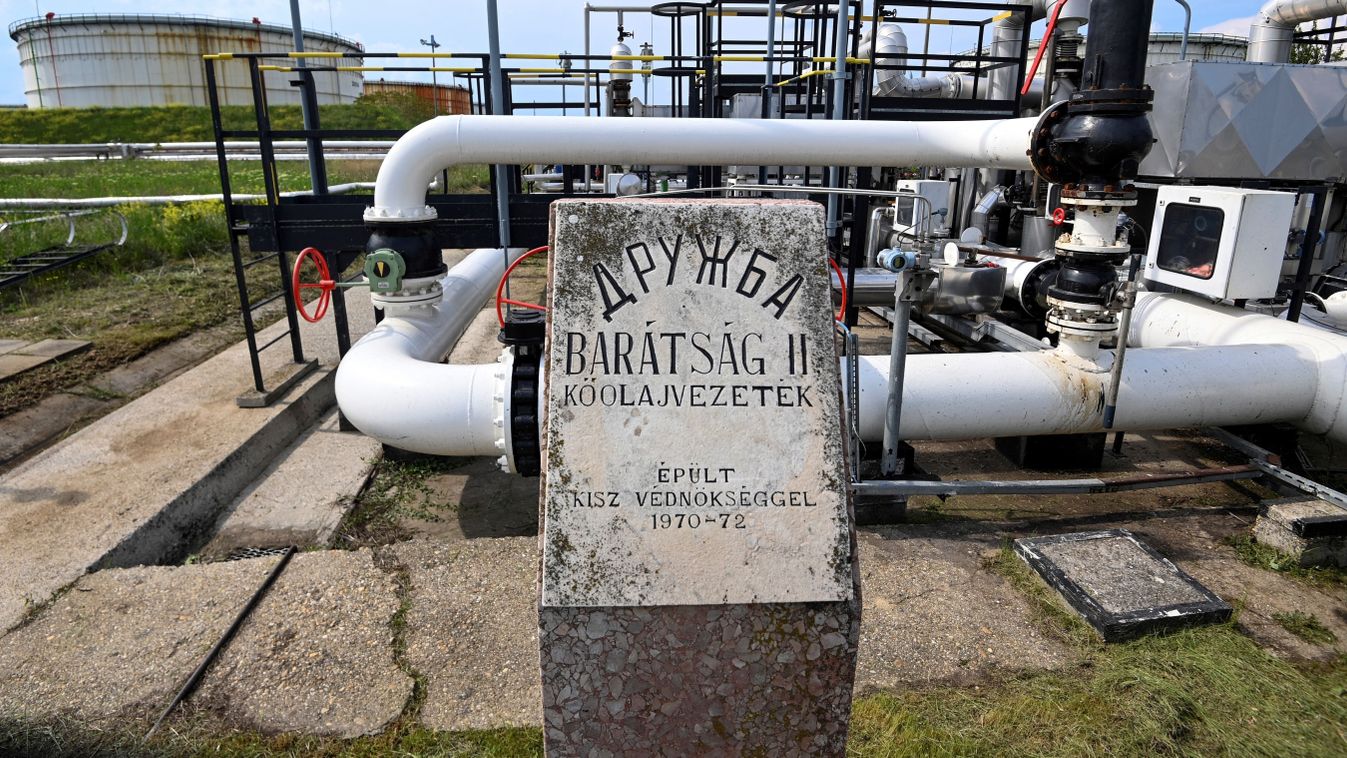 ДРУЖБА
BARÁTSÁG II
KŐOLAJVEZETÉK
ÉPÜLT
KISZ VÉDNÖKSÉGGEL
1970-72